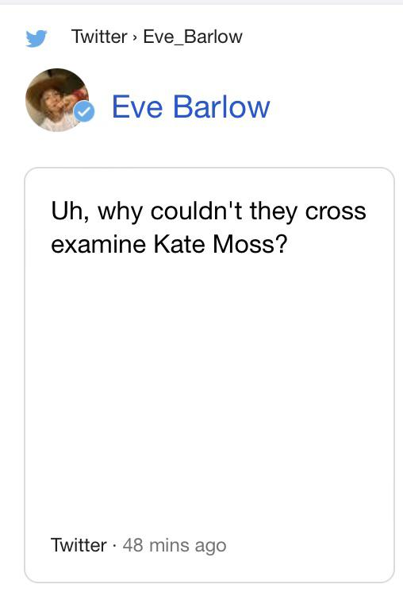 Twitter › Eve_Barlow
Eve Barlow
Uh, why couldn't they cross
examine Kate Moss?
Twitter · 48 mins ago